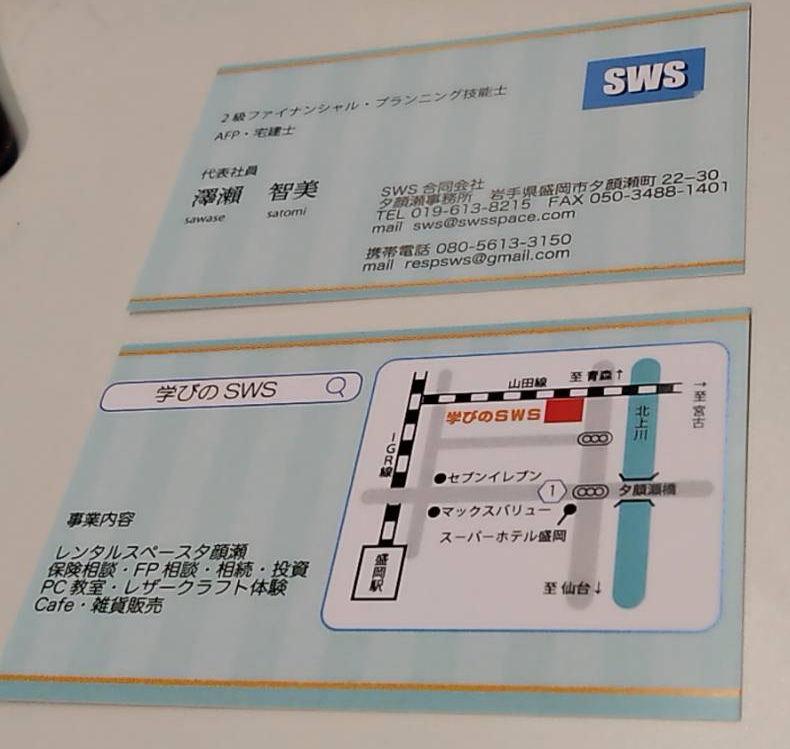 SWS
2級ファイナンシャル・プランニング技能士
AFP・宅建士
代表社員
澤瀬 智美
sawase satomi
SWS 合同会社
夕顔瀬事務所 岩手県盛岡市夕顔瀬町 22-30
TEL 019-613-8215 FAX 050-3488-1401
mail sws@swsspace.com
携帯電話 080-5613-3150
mail respsws@gmail.com
学びの SWS
事業内容
レンタルスペース夕顔瀬
保険相談・FP 相談・相続・投資
PC 教室・レザークラフト体験
Cafe・雑貨販売
山田線
至 青森↑
→至 宮古
学びのSWS
北上川
IGR線
セブンイレブン
1
夕顔瀬橋
マックスバリュー
スーパーホテル盛岡
盛岡駅
至 仙台↓